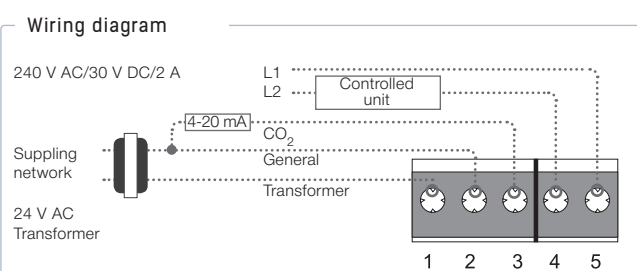 Wiring diagram
240 V AC/30 V DC/2 A
L1
L2
Controlled
unit
4-20 mA
CO2
General
Suppling
network
Transformer
24 V AC
Transformer
1 2 3 4 5